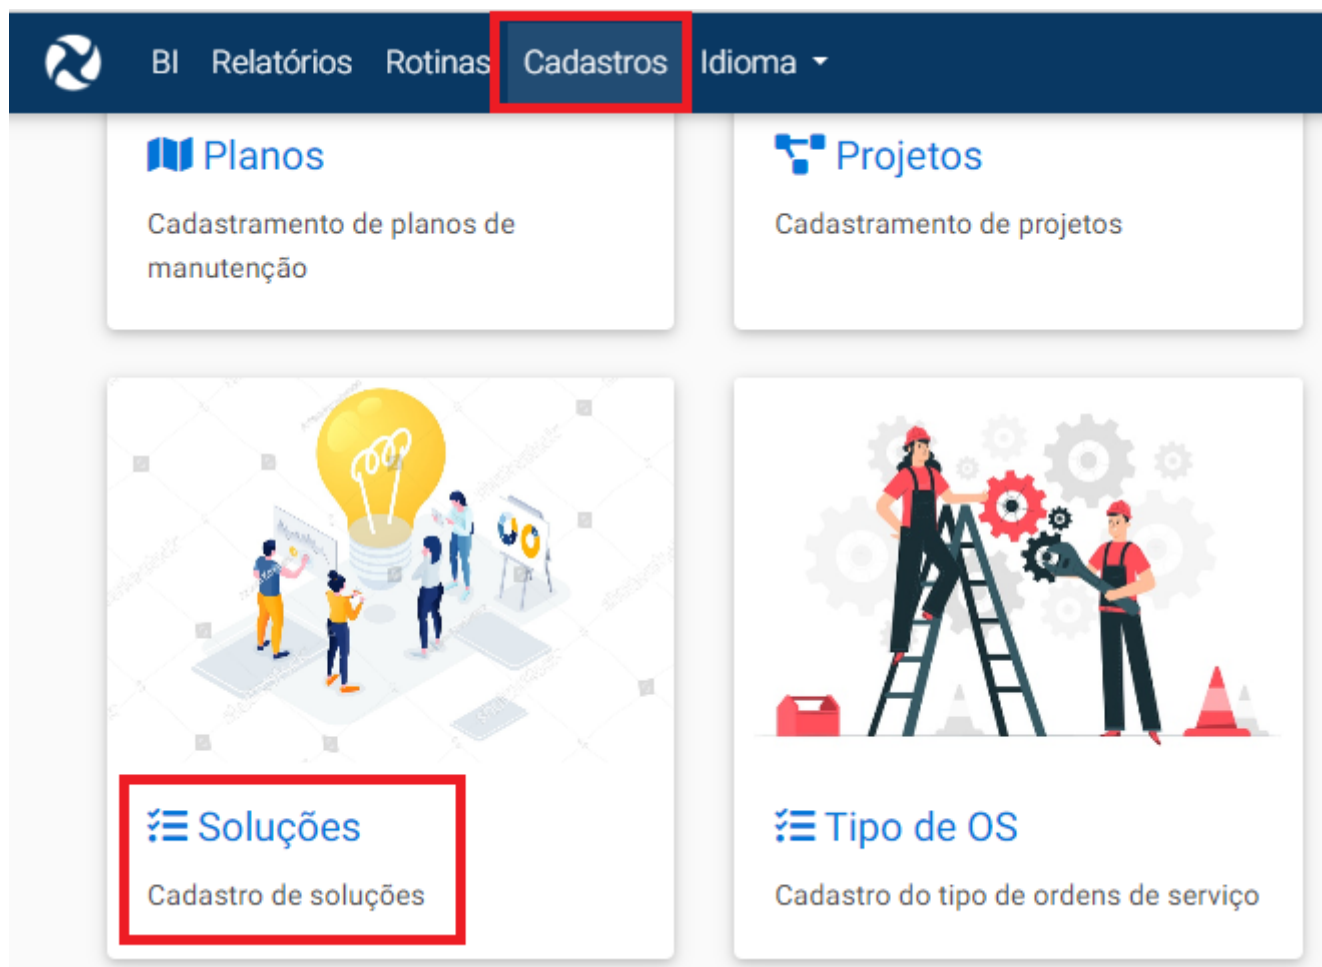 BI Relatórios Rotinas Cadastros Idioma
Planos
Cadastramento de planos de
manutenção
Projetos
Cadastramento de projetos
Soluções
Cadastro de soluções
Tipo de OS
Cadastro do tipo de ordens de serviço